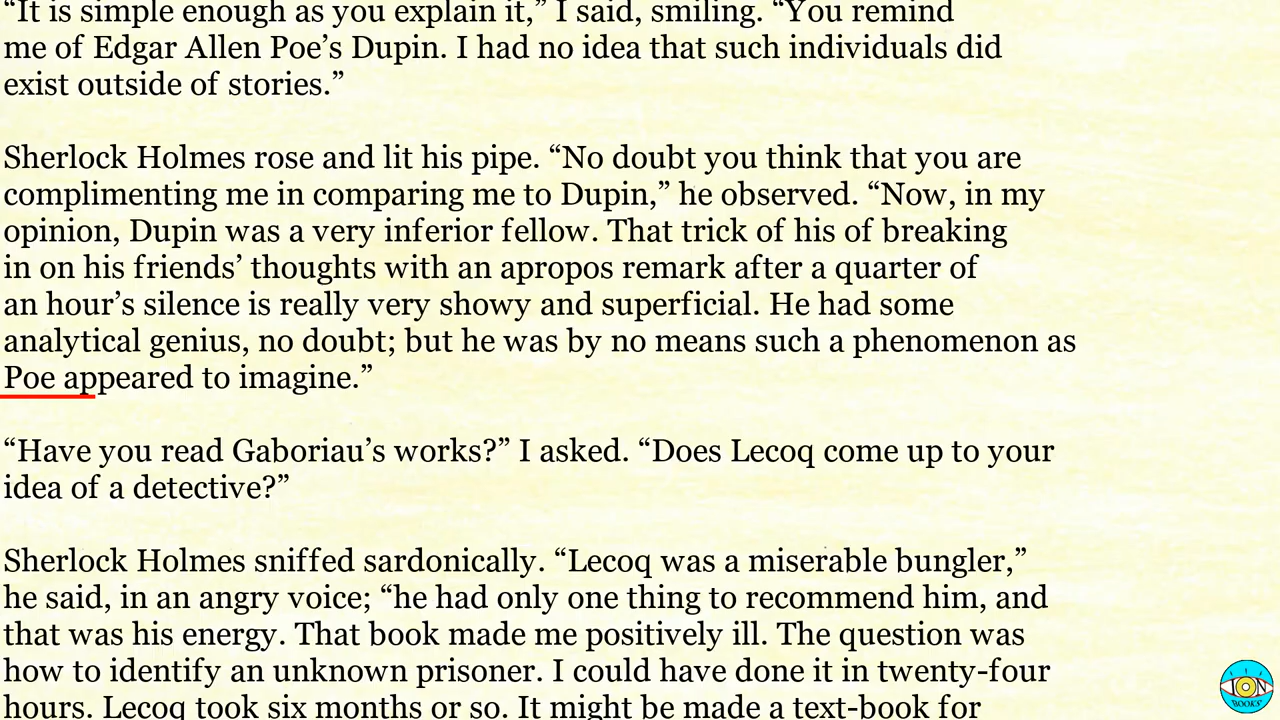 “It is simple enough as you explain it,” I said, smiling. “You remind
me of Edgar Allen Poe’s Dupin. I had no idea that such individuals did
exist outside of stories.”
Sherlock Holmes rose and lit his pipe. “No doubt you think that you are
complimenting me in comparing me to Dupin,” he observed. “Now, in my
opinion, Dupin was a very inferior fellow. That trick of his of breaking
in on his friends’ thoughts with an apropos remark after a quarter of
an hour’s silence is really very showy and superficial. He had some
analytical genius, no doubt; but he was by no means such a phenomenon as
Poe appeared to imagine.”
“Have you read Gaboriau’s works?” I asked. “Does Lecoq come up to your
idea of a detective?”
Sherlock Holmes sniffed sardonically. “Lecoq was a miserable bungler,”
he said, in an angry voice; “he had only one thing to recommend him, and
that was his energy. That book made me positively ill. The question was
how to identify an unknown prisoner. I could have done it in twenty-four
hours. Lecoq took six months or so. It might be made a text-book for
ION
BOOKS